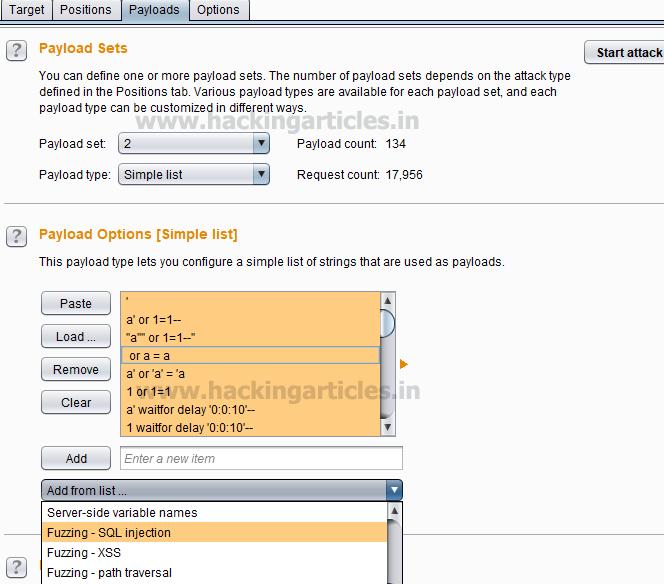 Target Positions Payloads Options
? Payload Sets Start attack
You can define one or more payload sets. The number of payload sets depends on the attack type
defined in the Positions tab. Various payload types are available for each payload set, and each
payload type can be customized in different ways.
www.hackingarticles.in
Payload set: 2 Payload count: 134
Payload type: Simple list Request count: 17,956
? Payload Options [Simple list]
This payload type lets you configure a simple list of strings that are used as payloads.
Paste
Load ...
Remove
Clear
'
a' or 1=1--
"a"" or 1=1--"
or a = a
a' or 'a' = 'a
1 or 1=1
a' waitfor delay '0:0:10'--
1 waitfor delay '0:0:10'--
www.hackingarticles.in
Add Enter a new item
Add from list ...
Server-side variable names
Fuzzing - SQL injection
Fuzzing - XSS
Fuzzing - path traversal
?